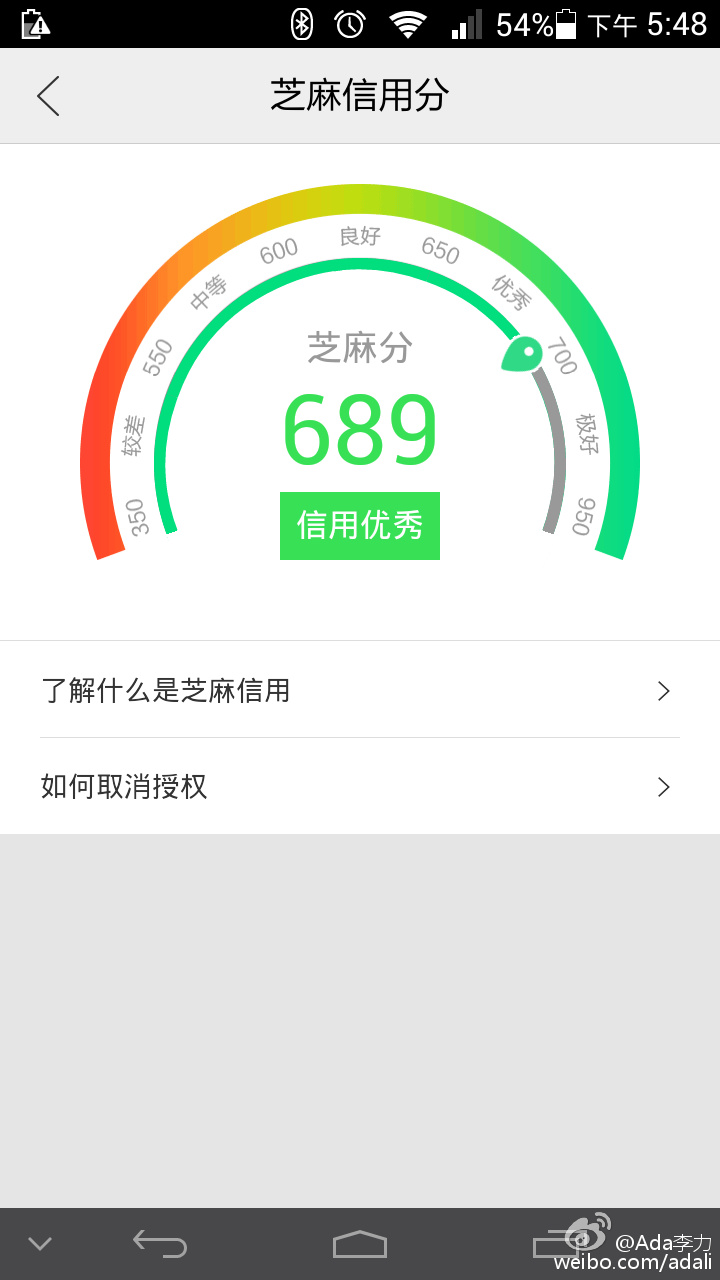 54% 下午 5:48
芝麻信用分
350
较差
550
中等
600
良好
650
优秀
700
极好
950
芝麻分
689
信用优秀
了解什么是芝麻信用
如何取消授权
@Ada李力
weibo.com/adali